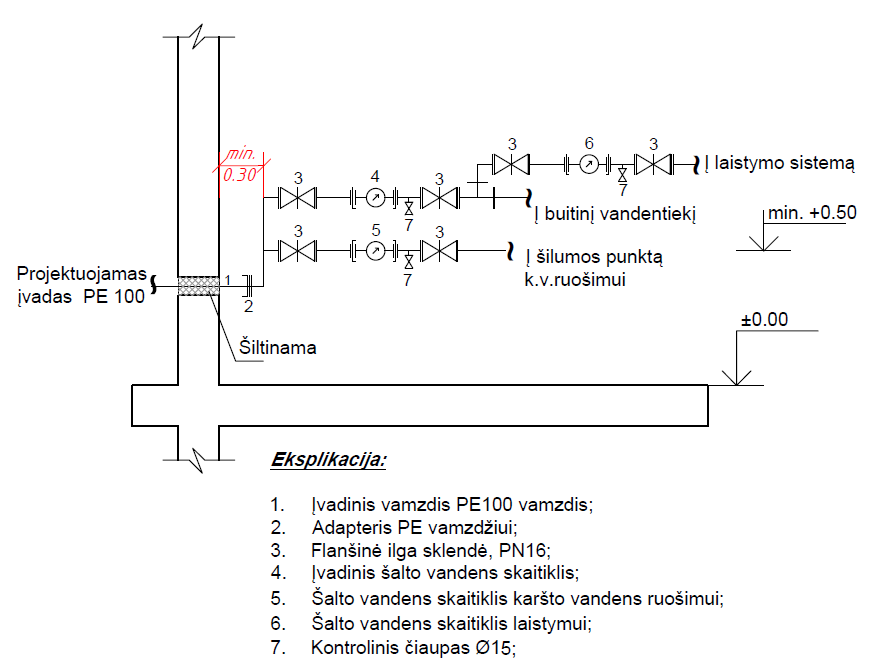 min.
0.30
3
6
3
Į laistymo sistemą
7
3
4
3
7
Į buitinį vandentiekį
min. +0.50
3
5
3
7
Į šilumos punktą
k.v.ruošimui
Projektuojamas
įvadas PE 100
1
2
Šiltinama
±0.00
Eksplikacija:
1. Įvadinis vamzdis PE100 vamzdis;
2. Adapteris PE vamzdžiui;
3. Flanšinė ilga sklendė, PN16;
4. Įvadinis šalto vandens skaitiklis;
5. Šalto vandens skaitiklis karšto vandens ruošimui;
6. Šalto vandens skaitiklis laistymui;
7. Kontrolinis čiaupas Ø15;